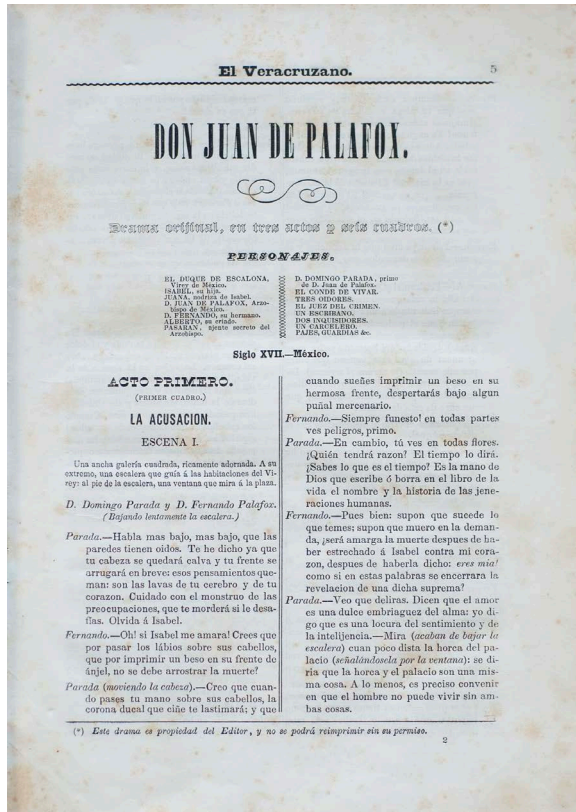 El Veracruzano.
5
DON JUAN DE PALAFOX.
Drama orijinal, en tres actos y seis cuadros. (*)
PERSONAJES.
EL DUQUE DE ESCALONA,
Virey de México.
ISABEL, su hija.
JUANA, nodriza de Isabel.
D. JUAN DE PALAFOX, Arzo-
bispo de México.
D. FERNANDO, su hermano.
ALBERTO, su criado.
PASARAN, ajente secreto del
Arzobispo.
D. DOMINGO PARADA, primo
de D. Juan de Palafox.
EL CONDE DE VIVAR.
TRES OIDORES.
EL JUEZ DEL CRIMEN.
UN ESCRIBANO.
DOS INQUISIDORES.
UN CARCELERO.
PAJES, GUARDIAS &c.
Siglo XVII.—México.
ACTO PRIMERO.
(PRIMER CUADRO.)
LA ACUSACION.
ESCENA I.
Una ancha galería cuadrada, ricamente adornada. A su
extremo, una escalera que guía á las habitaciones del Vi-
rey: al pie de la escalera, una ventana que mira á la plaza.
D. Domingo Parada y D. Fernando Palafox.
(Bajando lentamente la escalera.)
Parada.—Habla mas bajo, mas bajo, que las
paredes tienen oidos. Te he dicho ya que
tu cabeza se quedará calva y tu frente se
arrugará en breve: esos pensamientos que-
man: son las lavas de tu cerebro y de tu
corazon. Cuidado con el monstruo de las
preocupaciones, que te morderá si le desa-
fias. Olvida á Isabel.
Fernando.—Oh! si Isabel me amara! Crees que
por pasar los lábios sobre sus cabellos,
que por imprimir un beso en su frente de
ánjel, no se debe arrostrar la muerte?
Parada (moviendo la cabeza).—Creo que cuan-
do pases tu mano sobre sus cabellos, la
corona ducal que ciñe te lastimará; y que
cuando sueñes imprimir un beso en su
hermosa frente, despertarás bajo algun
puñal mercenario.
Fernando.—Siempre funesto! en todas partes
ves peligros, primo.
Parada.—En cambio, tú ves en todas flores.
¿Quién tendrá razon? El tiempo lo dirá.
¿Sabes lo que es el tiempo? Es la mano de
Dios que escribe ó borra en el libro de la
vida el nombre y la historia de las jene-
raciones humanas.
Fernando.—Pues bien: supon que sucede lo
que temes: supon que muero en la deman-
da, ¿será amarga la muerte despues de ha-
ber estrechado á Isabel contra mi cora-
zon, despues de haberla dicho: eres mia!
como si en estas palabras se encerrara la
revelacion de una dicha suprema?
Parada.—Veo que deliras. Dicen que el amor
es una dulce embriaguez del alma: yo di-
go que es una locura del sentimiento y de
la intelijencia.—Mira (acaban de bajar la
escalera) cuan poco dista la horca del pa-
lacio (señalándosela por la ventana): se di-
ria que la horca y el palacio son una mis-
ma cosa. A lo menos, es preciso convenir
en que el hombre no puede vivir sin am-
bas cosas.
(*) Este drama es propiedad del Editor, y no se podrá reimprimir sin su permiso.
2